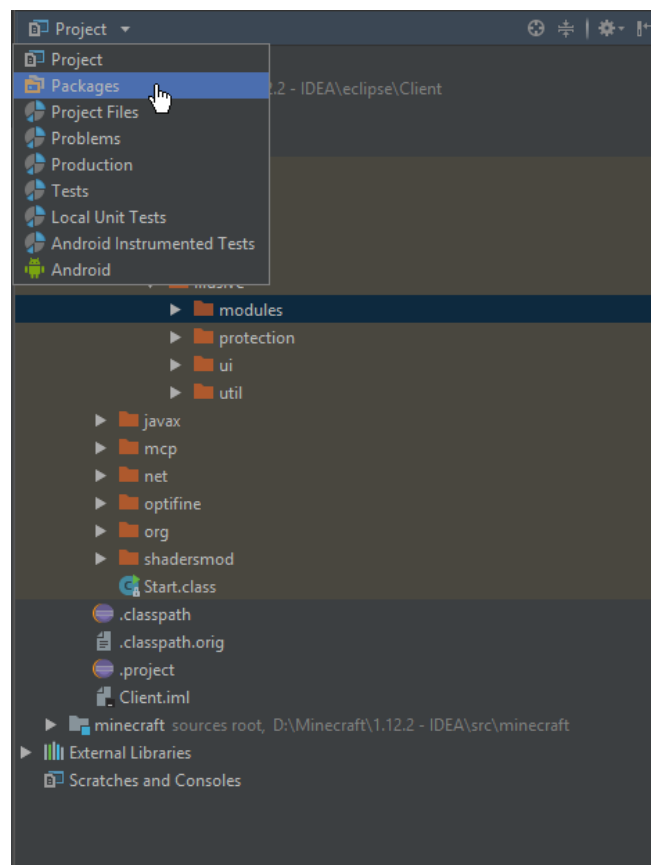 Project
Project
Packages
.2 - IDEA\eclipse\Client
Project Files
Problems
Production
Tests
Local Unit Tests
Android Instrumented Tests
Android
modules
protection
ui
util
javax
mcp
net
optifine
org
shadersmod
Start.class
.classpath
.classpath.orig
.project
Client.iml
minecraft sources root, D:\Minecraft\1.12.2 - IDEA\src\minecraft
External Libraries
Scratches and Consoles